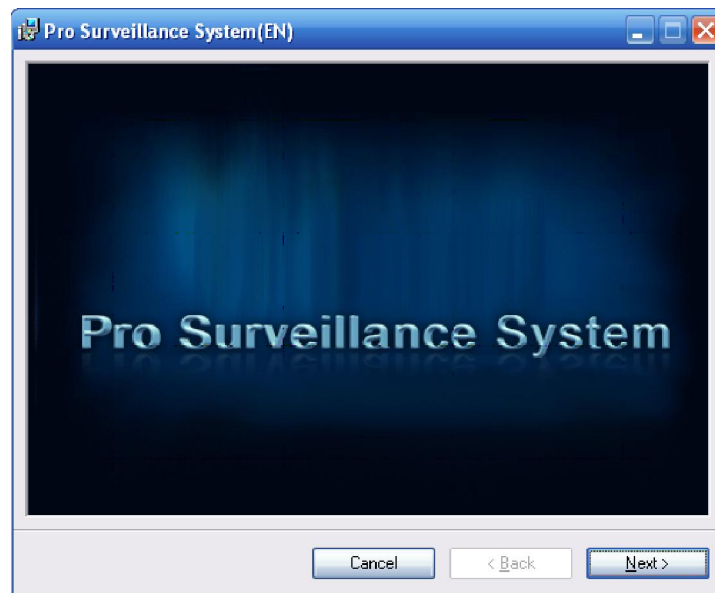 Pro Surveillance System(EN)
Pro Surveillance System
Cancel
< Back
Next >